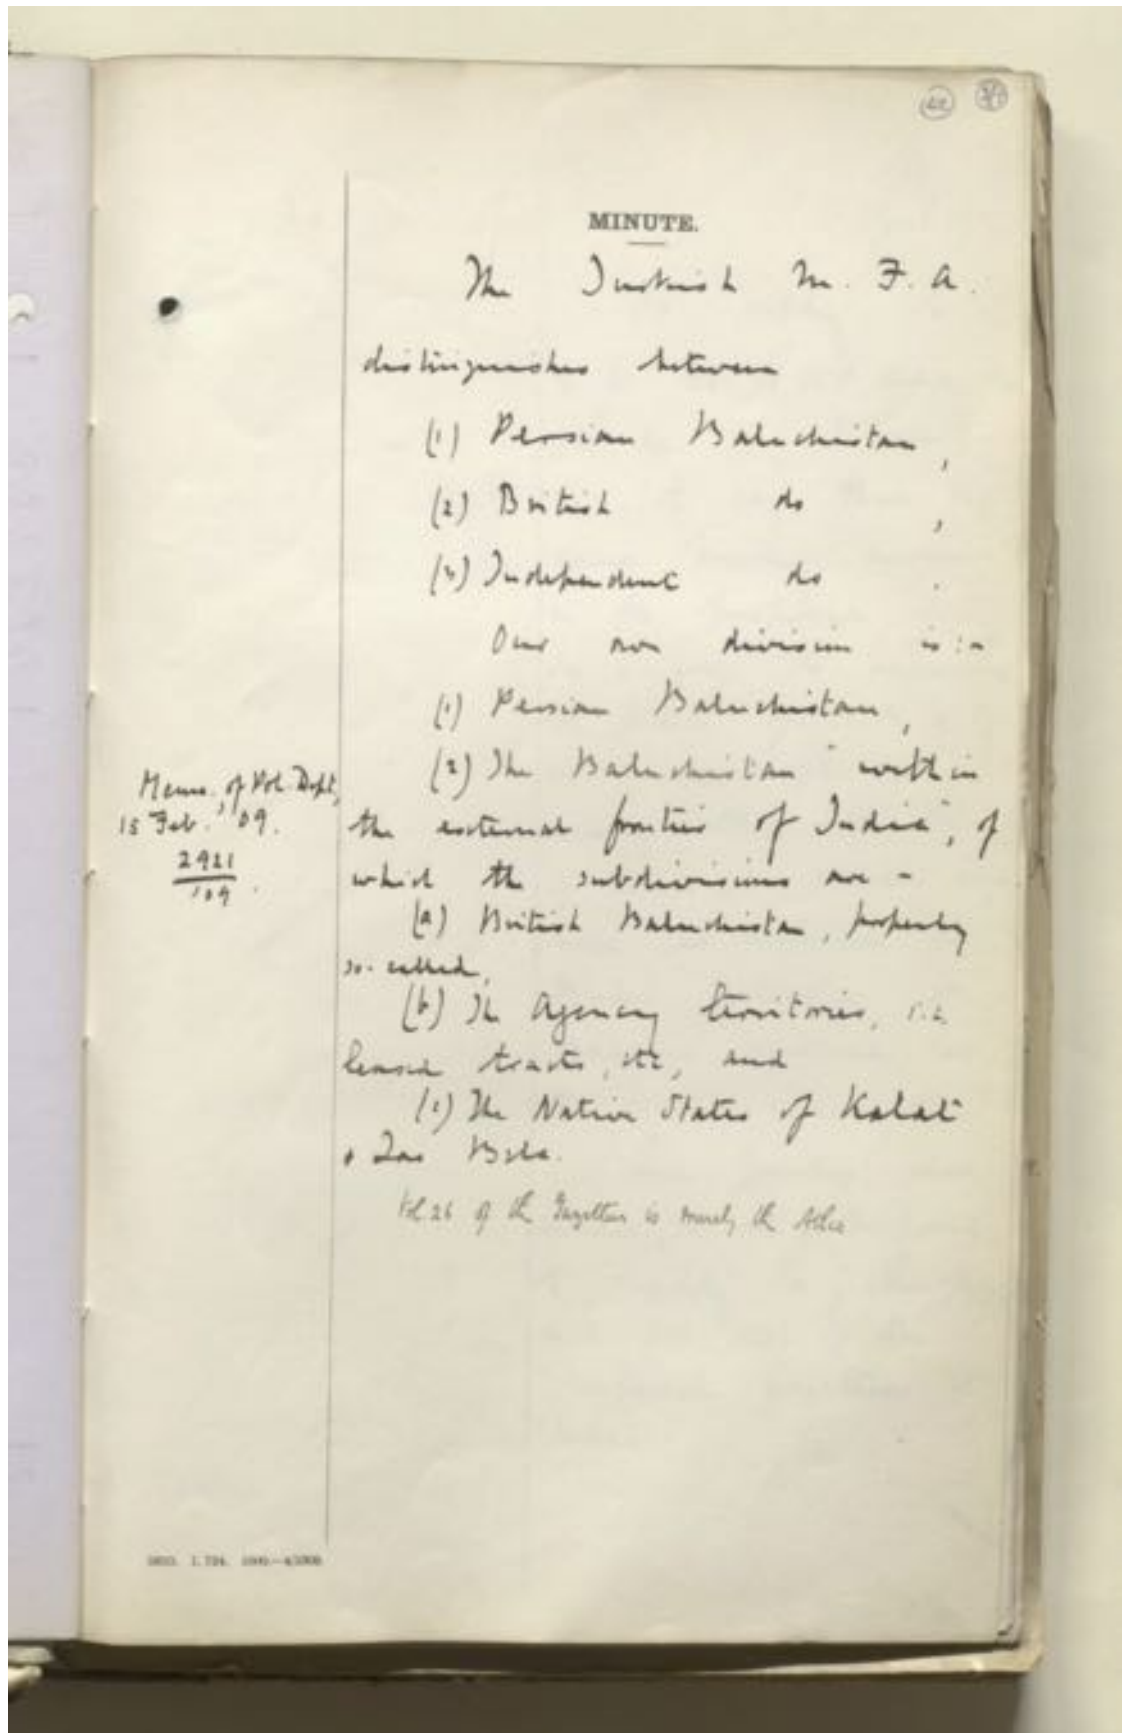 MINUTE.
The Turkish M. F. A.
distinguishes between
(1) Persian Baluchistan,
(2) British do,
(3) Independent do.
Our own division is:-
(1) Persian Baluchistan,
(2) The Baluchistan "within
the external frontier of India", of
which the subdivisions are -
(a) British Baluchistan, properly
so-called,
(b) The Agency territories, i.e.
leased tracts, etc, and
(c) The Native States of Kalat
& Las Bela.
Vol. 26 of the Gazetteer is merely the Atlas
Memo. of Pol. Dept,
15 Feb. '09.
2921
'09.